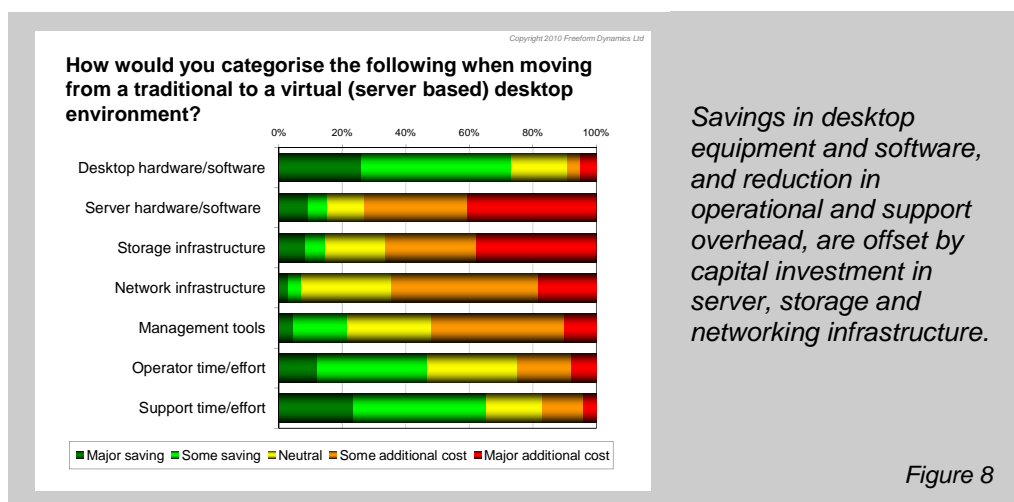 Copyright 2010 Freeform Dynamics Ltd
How would you categorise the following when moving
from a traditional to a virtual (server based) desktop
environment?
0% 20% 40% 60% 80% 100%
Desktop hardware/software
Server hardware/software
Storage infrastructure
Network infrastructure
Management tools
Operator time/effort
Support time/effort
Major saving Some saving Neutral Some additional cost Major additional cost
Savings in desktop
equipment and software,
and reduction in
operational and support
overhead, are offset by
capital investment in
server, storage and
networking infrastructure.
Figure 8